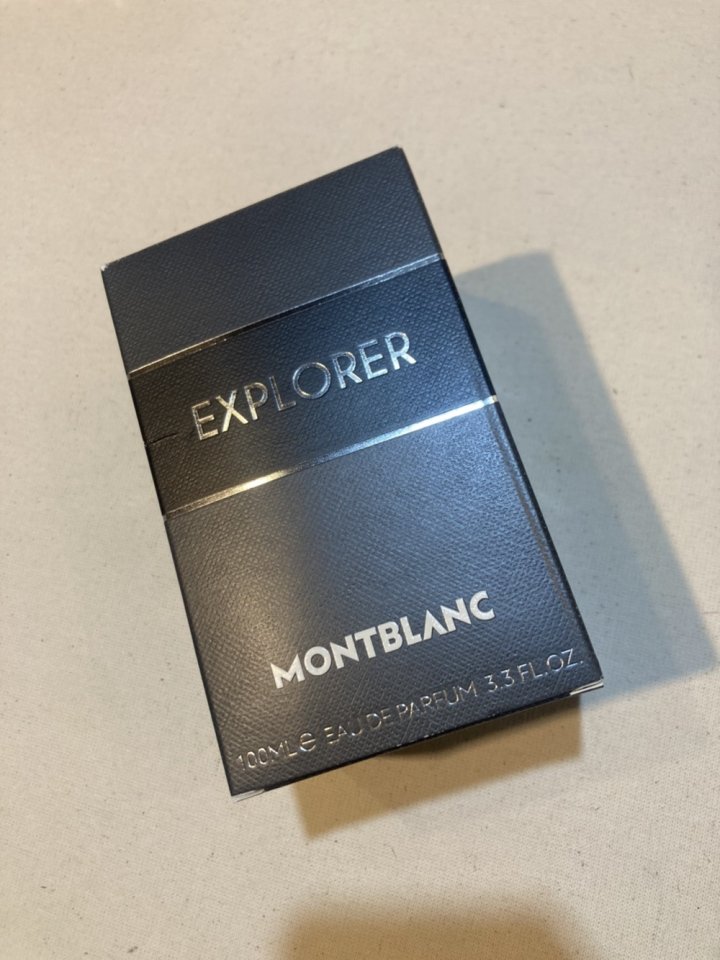 EXPLORER
MONTBLANC
100ML℮ EAU DE PARFUM 3.3 FL.OZ.